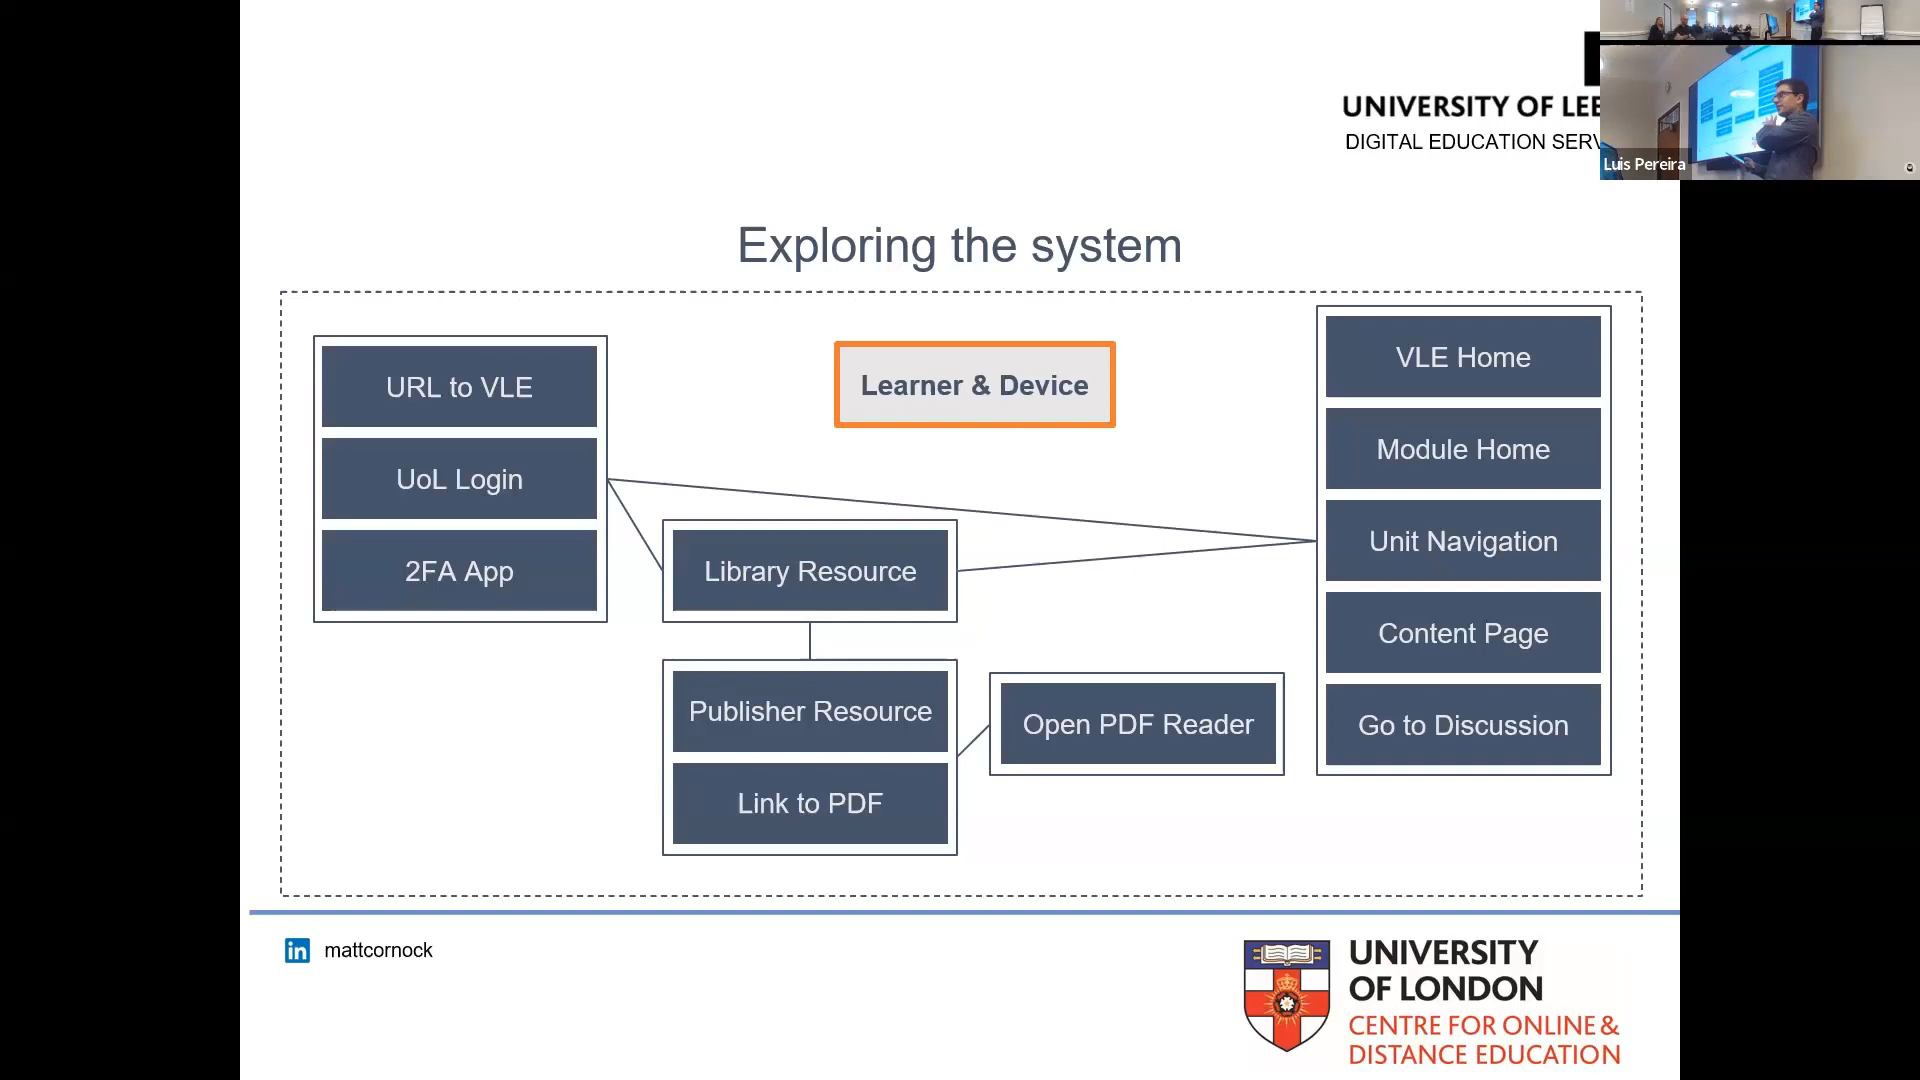 UNIVERSITY OF LEE
DIGITAL EDUCATION SERV
Luis Pereira
Exploring the system
URL to VLE
UoL Login
2FA App
Learner & Device
Library Resource
Publisher Resource
Link to PDF
Open PDF Reader
VLE Home
Module Home
Unit Navigation
Content Page
Go to Discussion
in mattcornock
UNIVERSITY
OF LONDON
CENTRE FOR ONLINE &
DISTANCE EDUCATION